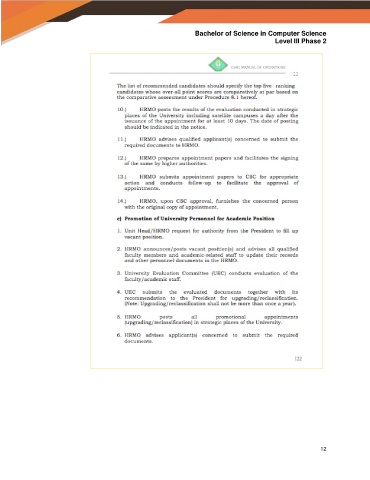 Bachelor of Science in Computer Science
Level III Phase 2
MANUAL OF OPERATIONS
122
The list of recommended candidates should specify the top five ranking
candidates whose over-all point scores are comparatively at par based on
the comparative assessment under Procedure 8.1 hereof.
10.) HRMO posts the results of the evaluation conducted in strategic
places of the University including satellite campuses a day after the
issuance of the appointment for at least 10 days. The date of posting
should be indicated in the notice.
11.) HRMO advises qualified applicant(s) concerned to submit the
required documents to HRMO.
12.) HRMO prepares appointment papers and facilitates the signing
of the same by higher authorities.
13.) HRMO submits appointment papers to CSC for appropriate
action and conducts follow-up to facilitate the approval of
appointments.
14.) HRMO, upon CSC approval, furnishes the concerned person
with the original copy of appointment.
c) Promotion of University Personnel for Academic Position
1. Unit Head/HRMO request for authority from the President to fill up
vacant position.
2. HRMO announces/posts vacant position(s) and advises all qualified
faculty members and academic-related staff to update their records
and other personnel documents in the HRMO.
3. University Evaluation Committee (UEC) conducts evaluation of the
faculty/academic staff.
4. UEC submits the evaluated documents together with its
recommendation to the President for upgrading/reclassification.
(Note: Upgrading/reclassification shall not be more than once a year).
5. HRMO posts all promotional appointments
(upgrading/reclassification) in strategic places of the University.
6. HRMO advises applicant(s) concerned to submit the required
documents.
122
12